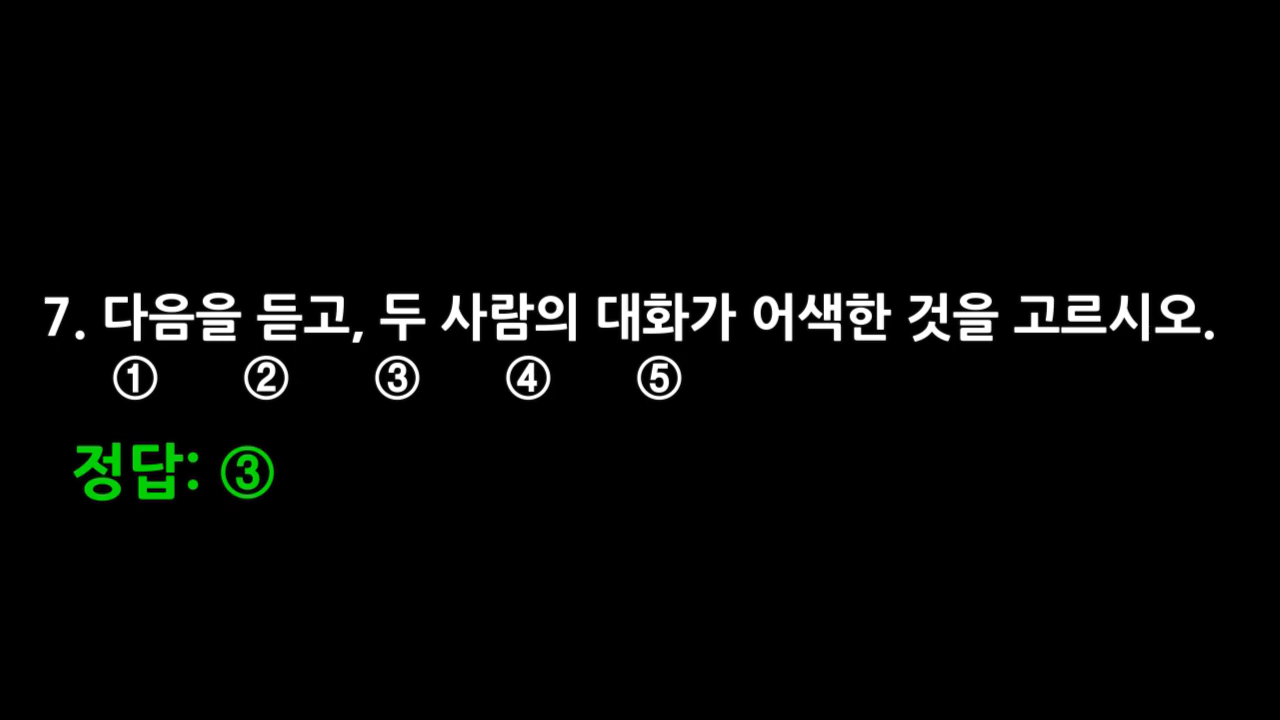 7. 다음을 듣고, 두 사람의 대화가 어색한 것을 고르시오.
① ② ③ ④ ⑤
정답: ③